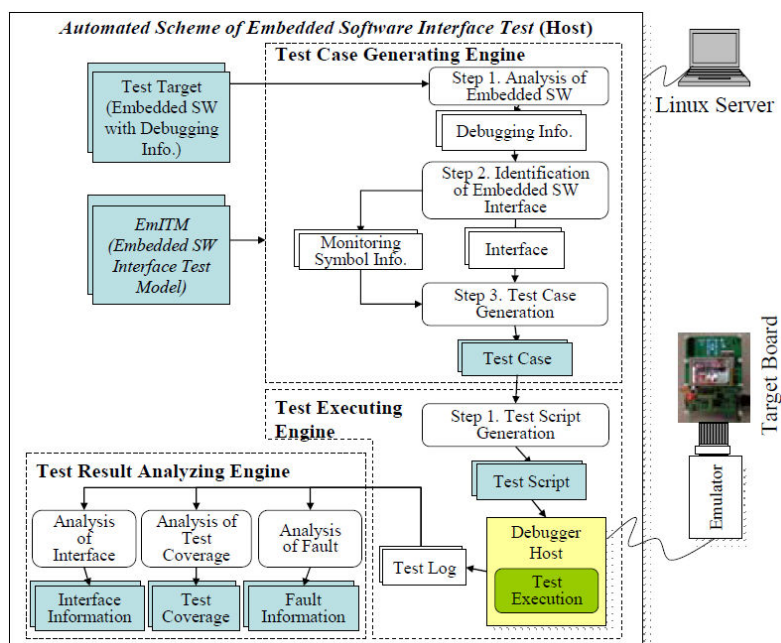 Automated Scheme of Embedded Software Interface Test (Host)
Test Case Generating Engine
Test Target
(Embedded SW
with Debugging
Info.)
Step 1. Analysis of
Embedded SW
Debugging Info.
Step 2. Identification
of Embedded SW
Interface
EmITM
(Embedded SW
Interface Test
Model)
Monitoring
Symbol Info.
Interface
Step 3. Test Case
Generation
Test Case
Linux Server
Test Executing
Engine
Step 1. Test Script
Generation
Test Script
Debugger
Host
Test
Execution
Test Log
Test Result Analyzing Engine
Analysis
of
Interface
Analysis of
Test
Coverage
Analysis
of Fault
Interface
Information
Test
Coverage
Fault
Information
Target Board
Emulator